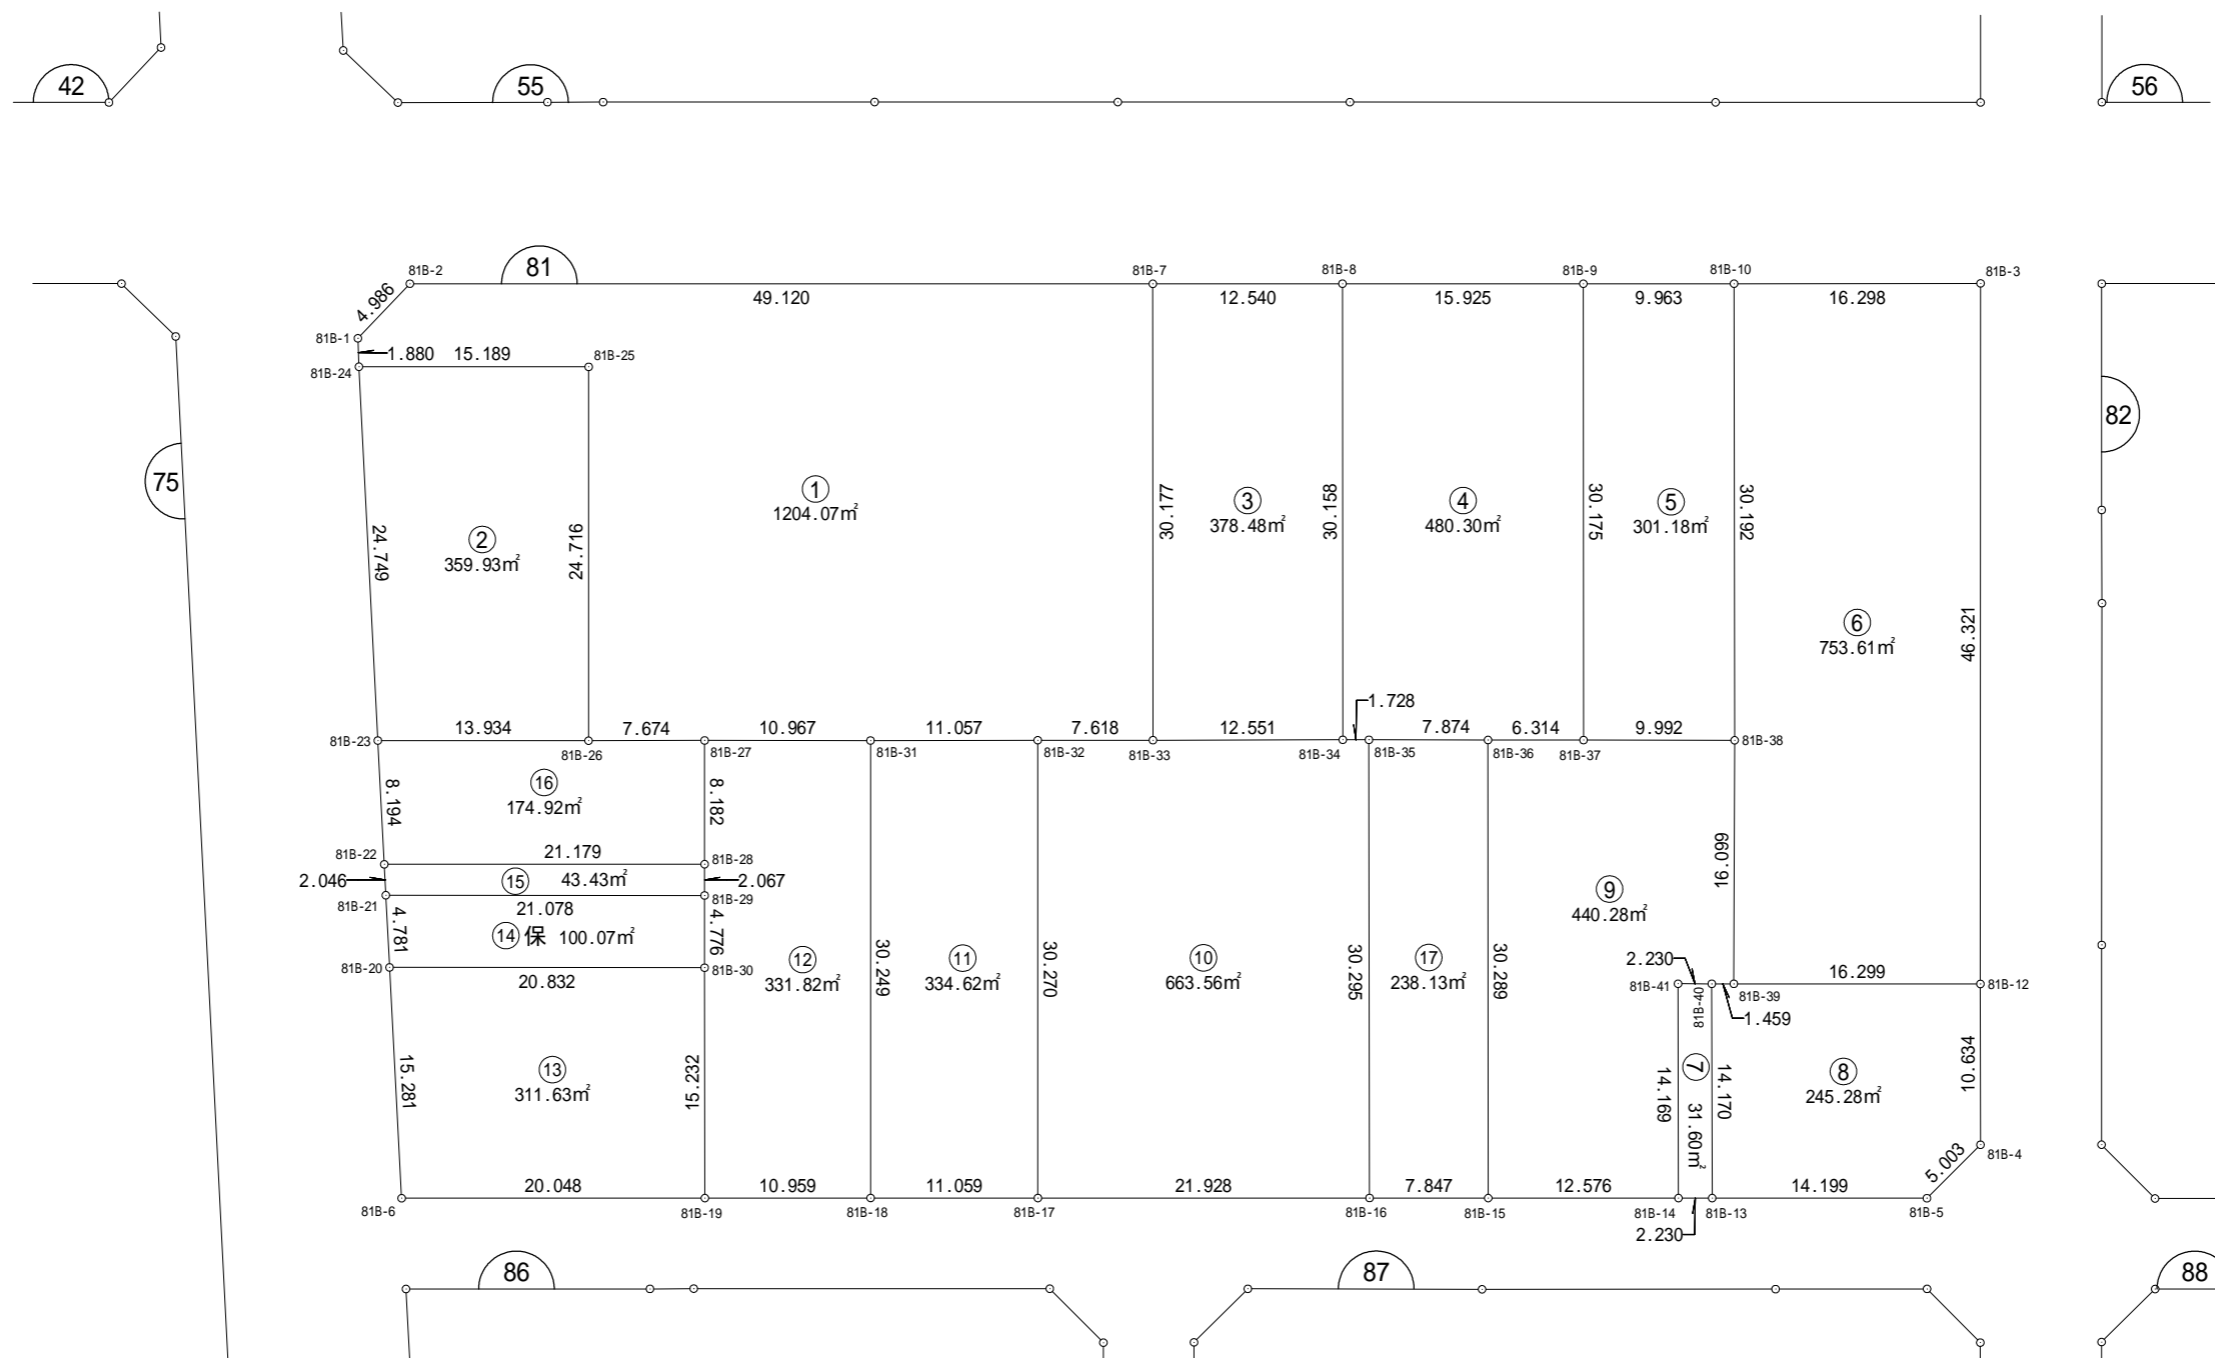 42
55
56
81B-2
81
81B-7
81B-8
81B-9
81B-10
81B-3
4.986
49.120
12.540
15.925
9.963
16.298
81B-1
1.880
15.189
81B-25
81B-24
82
75
①
1204.07㎡
30.177
③
378.48㎡
30.158
④
480.30㎡
30.175
⑤
301.18㎡
30.192
24.749
②
359.93㎡
24.716
⑥
753.61㎡
46.321
1.728
13.934
7.674
10.967
11.057
7.618
12.551
7.874
6.314
9.992
81B-23
81B-26
81B-27
81B-31
81B-32
81B-33
81B-34
81B-35
81B-36
81B-37
81B-38
8.194
⑯
174.92㎡
8.182
16.099
81B-22
21.179
81B-28
2.046
⑮
43.43㎡
2.067
81B-21
21.078
81B-29
⑨
440.28㎡
4.781
⑭保 100.07㎡
4.776
81B-20
20.832
81B-30
⑫
331.82㎡
30.249
⑪
334.62㎡
30.270
⑩
663.56㎡
30.295
⑰
238.13㎡
30.289
2.230
16.299
81B-41
81B-40
81B-39
81B-12
1.459
15.281
⑬
311.63㎡
15.232
14.169
⑦
31.60㎡
14.170
⑧
245.28㎡
10.634
5.003
81B-4
20.048
10.959
11.059
21.928
7.847
12.576
14.199
81B-6
81B-19
81B-18
81B-17
81B-16
81B-15
81B-14
81B-13
81B-5
2.230
86
87
88